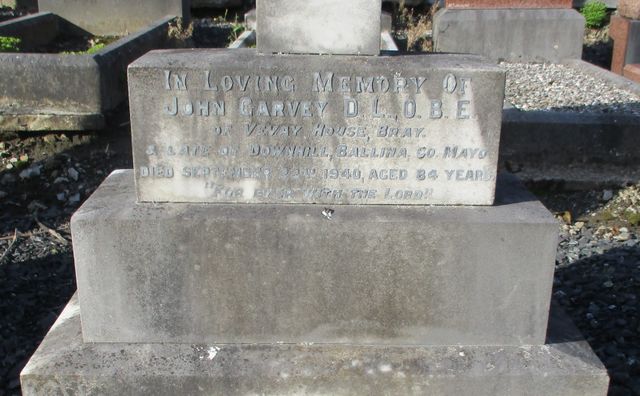 In Loving Memory Of
John Garvey D.L., O.B.E.
of Vevay House, Bray.
& late of Downhill, Ballina. Co. Mayo
Died September 1940, aged 84 years.
"For ever with the Lord"